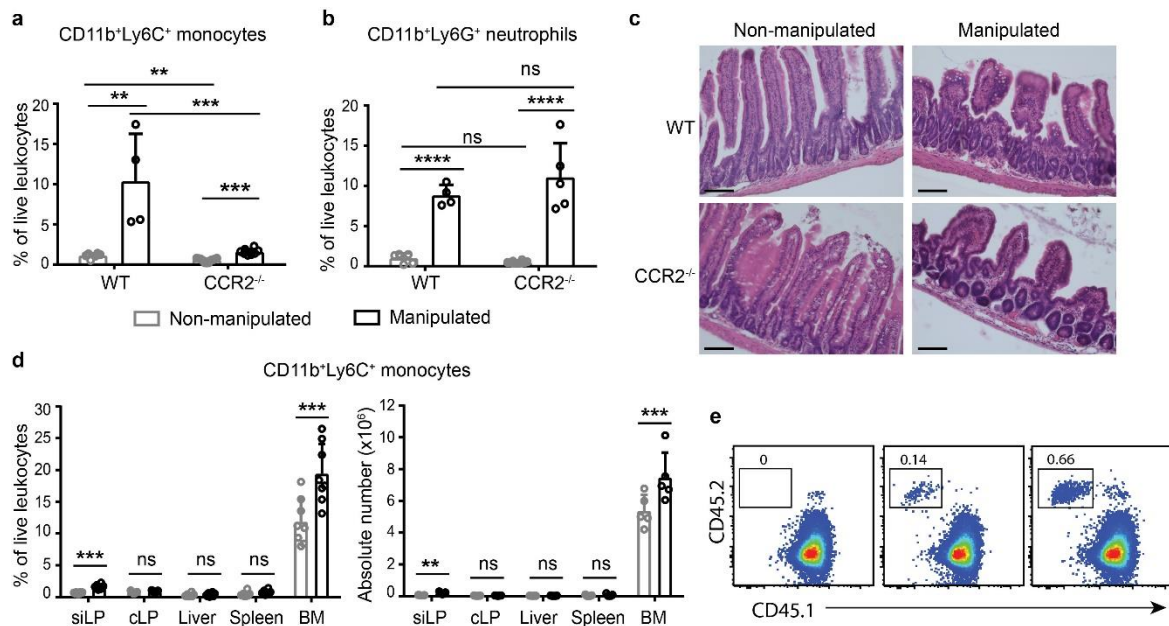 a
CD11b⁺Ly6C⁺ monocytes
**
**
***
***
% of live leukocytes
20
15
10
5
0
WT
CCR2⁻/⁻
b
CD11b⁺Ly6G⁺ neutrophils
ns
****
ns
****
% of live leukocytes
20
15
10
5
0
WT
CCR2⁻/⁻
Non-manipulated
Manipulated
c
Non-manipulated
Manipulated
WT
CCR2⁻/⁻
d
CD11b⁺Ly6C⁺ monocytes
% of live leukocytes
30
25
20
15
10
5
0
***
ns
ns
ns
***
siLP
cLP
Liver
Spleen
BM
Absolute number (x10⁶)
12
10
8
6
4
2
0
**
ns
ns
ns
***
siLP
cLP
Liver
Spleen
BM
e
0
0.14
0.66
CD45.2
CD45.1